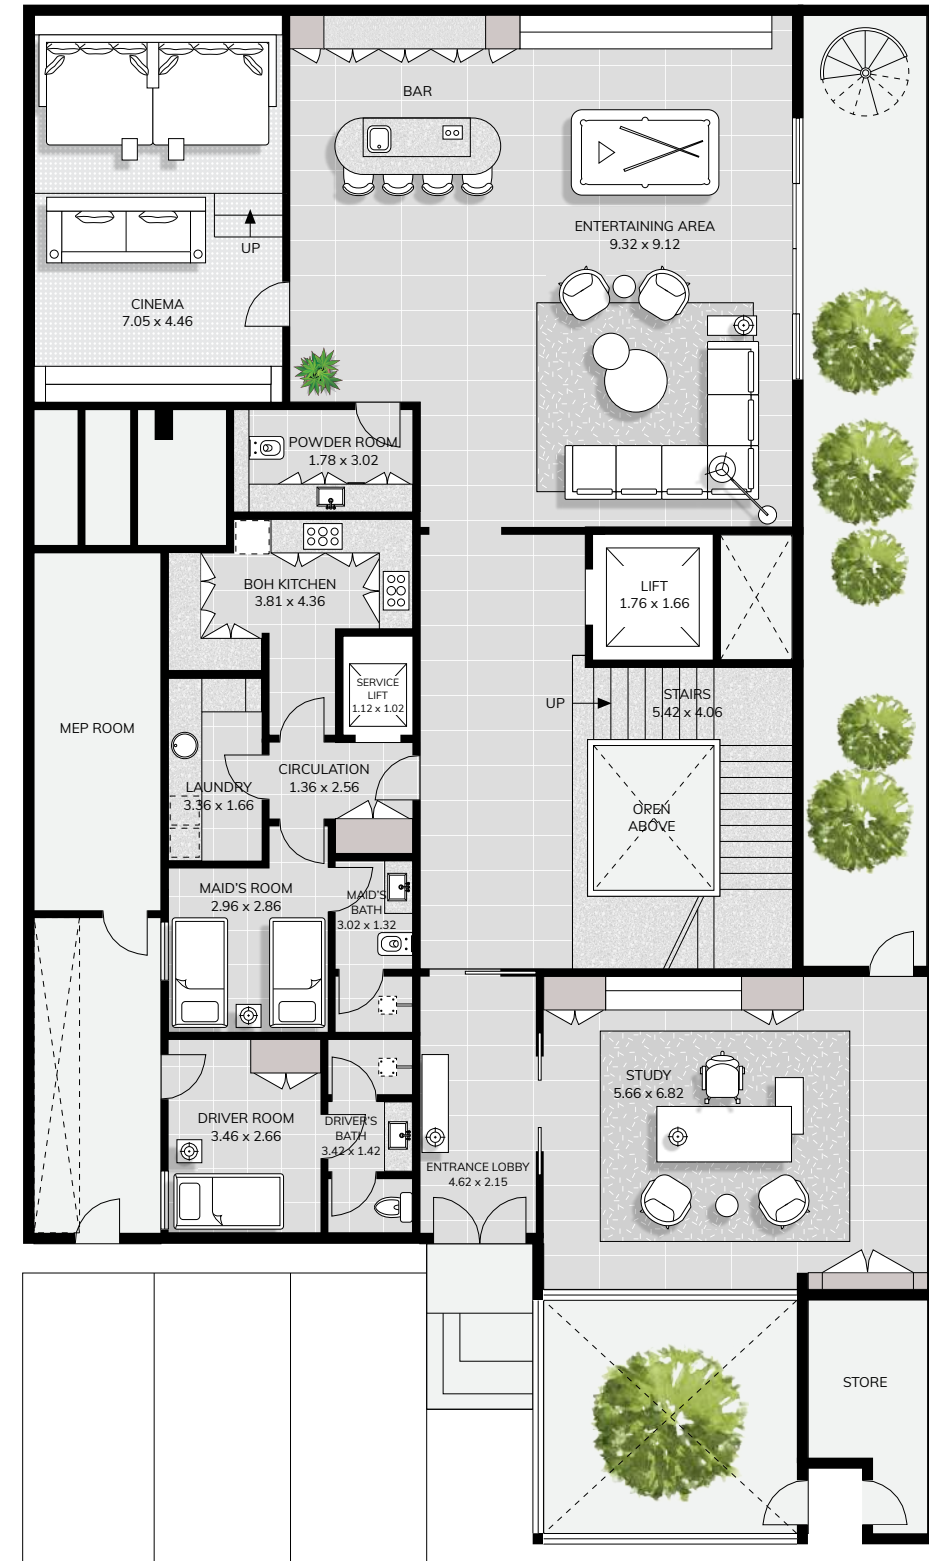 BAR
ENTERTAINING AREA
9.32 x 9.12
UP
CINEMA
7.05 x 4.46
POWDER ROOM
1.78 x 3.02
BOH KITCHEN
3.81 x 4.36
LIFT
1.76 x 1.66
SERVICE
LIFT
1.12 x 1.02
UP
STAIRS
5.42 x 4.06
MEP ROOM
CIRCULATION
1.36 x 2.56
LAUNDRY
3.36 x 1.66
OPEN
ABOVE
MAID'S ROOM
2.96 x 2.86
MAID'S
BATH
3.02 x 1.32
STUDY
5.66 x 6.82
DRIVER ROOM
3.46 x 2.66
DRIVER'S
BATH
3.42 x 1.42
ENTRANCE LOBBY
4.62 x 2.15
STORE